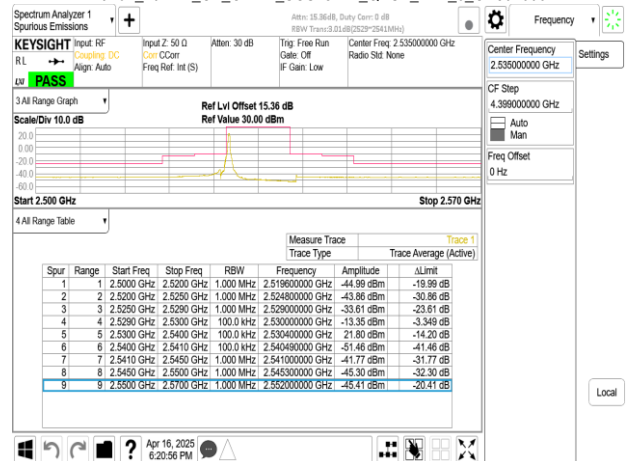 Spectrum Analyzer 1
Spurious Emissions
Attn: 15.36dB, Duty Corr: 0 dB
RBW Trans:3.01dB(2529~2541MHz)
Frequency
KEYSIGHT
Input: RF
Coupling: DC
Align: Auto
Input Z: 50 Ω
Corr CCorr
Freq Ref: Int (S)
Atten: 30 dB
Trig: Free Run
Gate: Off
IF Gain: Low
Center Freq: 2.535000000 GHz
Radio Std: None
RL
LXI
PASS
Center Frequency
2.535000000 GHz
Settings
CF Step
4.399000000 GHz
Auto
Man
Freq Offset
0 Hz
3 All Range Graph
Ref Lvl Offset 15.36 dB
Scale/Div 10.0 dB
Ref Value 30.00 dBm
20.0
0.00
-20.0
-40.0
-60.0
Start 2.500 GHz
Stop 2.570 GHz
4 All Range Table
Measure Trace Trace 1
Trace Type Trace Average (Active)
Spur Range Start Freq Stop Freq RBW Frequency Amplitude ΔLimit
1 1 2.5000 GHz 2.5200 GHz 1.000 MHz 2.519600000 GHz -44.99 dBm -19.99 dB
2 2 2.5200 GHz 2.5250 GHz 1.000 MHz 2.524800000 GHz -43.86 dBm -30.86 dB
3 3 2.5250 GHz 2.5290 GHz 1.000 MHz 2.529000000 GHz -33.61 dBm -23.61 dB
4 4 2.5290 GHz 2.5300 GHz 100.0 kHz 2.530000000 GHz -13.35 dBm -3.349 dB
5 5 2.5300 GHz 2.5400 GHz 100.0 kHz 2.530400000 GHz 21.80 dBm -14.20 dB
6 6 2.5400 GHz 2.5410 GHz 100.0 kHz 2.540490000 GHz -51.46 dBm -41.46 dB
7 7 2.5410 GHz 2.5450 GHz 1.000 MHz 2.541000000 GHz -41.77 dBm -31.77 dB
8 8 2.5450 GHz 2.5500 GHz 1.000 MHz 2.545300000 GHz -45.30 dBm -32.30 dB
9 9 2.5500 GHz 2.5700 GHz 1.000 MHz 2.552000000 GHz -45.41 dBm -20.41 dB
Local
Apr 16, 2025
6:20:56 PM